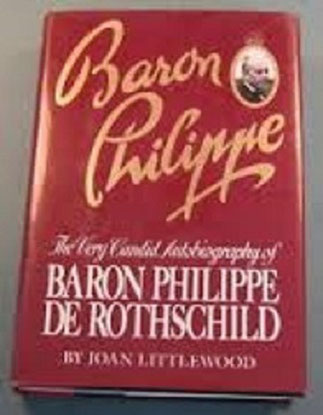 Baron
Philippe
The Very Candid Autobiography of
BARON PHILIPPE
DE ROTHSCHILD
BY JOAN LITTLEWOOD